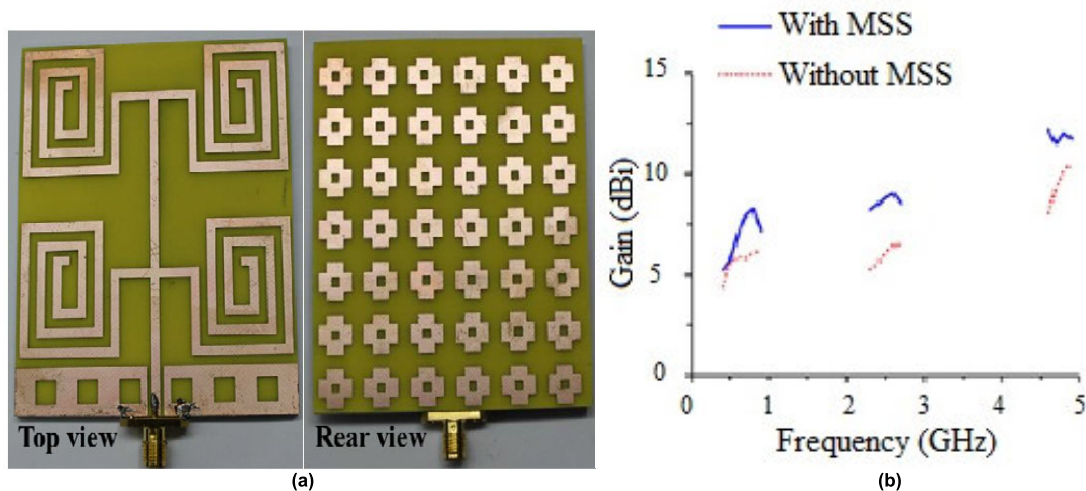 Top view
Rear view
(a)
With MSS
Without MSS
15
10
5
0
Gain (dBi)
0 1 2 3 4 5
Frequency (GHz)
(b)